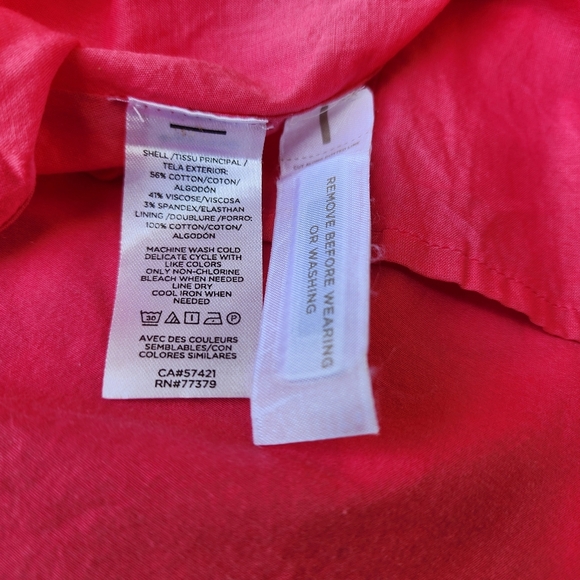 SHELL /TISSU PRINCIPAL /
TELA EXTERIOR:
56% COTTON/COTON/
ALGODÓN
41% VISCOSE/VISCOSA
3% SPANDEX/ELASTHAN
LINING /DOUBLURE /FORRO:
100% COTTON/COTON/
ALGODÓN
MACHINE WASH COLD
DELICATE CYCLE WITH
LIKE COLORS
ONLY NON-CHLORINE
BLEACH WHEN NEEDED
LINE DRY
COOL IRON WHEN
NEEDED
30 P
AVEC DES COULEURS
SEMBLABLES/CON
COLORES SIMILARES
CA#57421
RN#77379
REMOVE BEFORE WEARING
OR WASHING